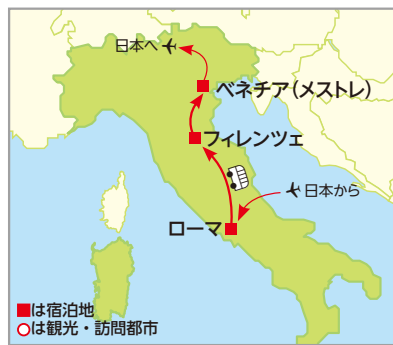 日本へ
ベネチア（メストレ）
フィレンツェ
日本から
ローマ
■は宿泊地
○は観光・訪問都市